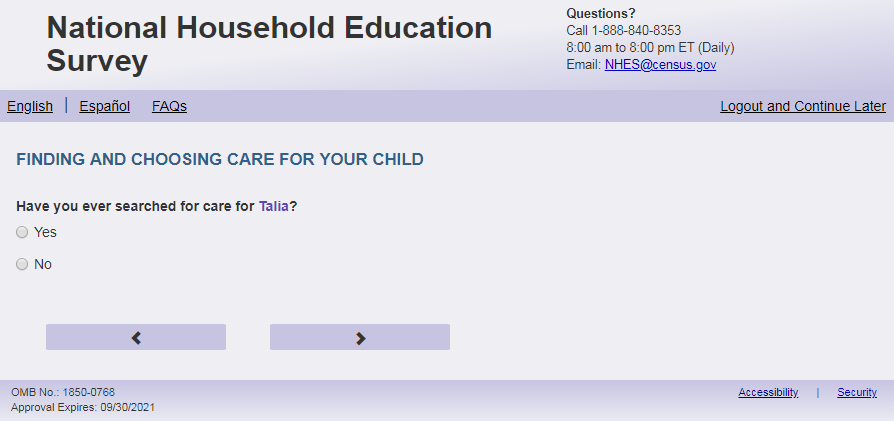 National Household Education
Survey
Questions?
Call 1-888-840-8353
8:00 am to 8:00 pm ET (Daily)
Email: NHES@census.gov
English | Español FAQs Logout and Continue Later
FINDING AND CHOOSING CARE FOR YOUR CHILD
Have you ever searched for care for Talia?
Yes
No
OMB No.: 1850-0768
Approval Expires: 09/30/2021
Accessibility | Security